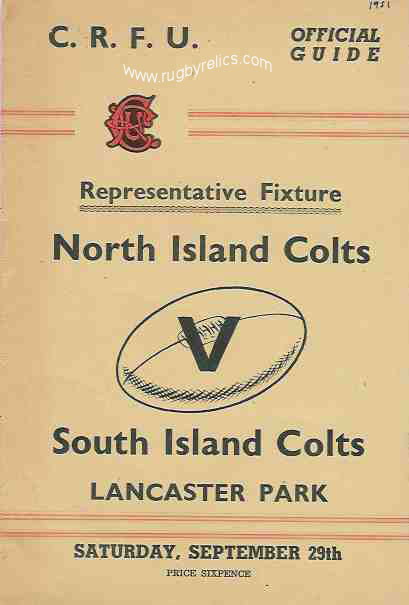 1951
C. R. F. U.
OFFICIAL
GUIDE
www.rugbyrelics.com
Representative Fixture
North Island Colts
V
South Island Colts
LANCASTER PARK
SATURDAY, SEPTEMBER 29th
PRICE SIXPENCE